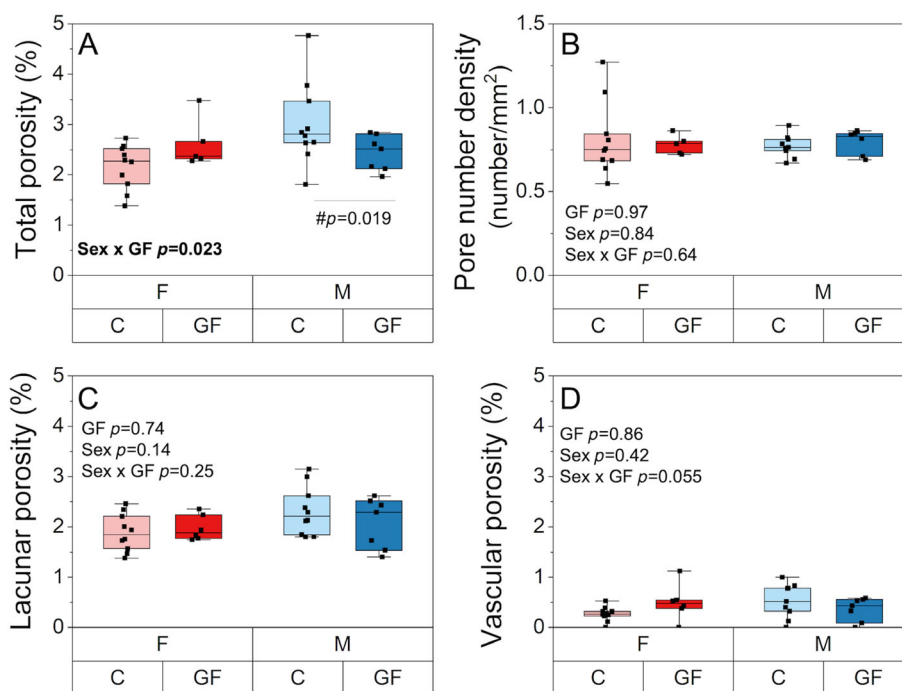 A
Total porosity (%)
5
4
3
2
1
0
#p=0.019
Sex x GF p=0.023
F M
C GF C GF
B
Pore number density
(number/mm²)
1.5
1.0
0.5
0.0
GF p=0.97
Sex p=0.84
Sex x GF p=0.64
F M
C GF C GF
C
Lacunar porosity (%)
5
4
3
2
1
0
GF p=0.74
Sex p=0.14
Sex x GF p=0.25
F M
C GF C GF
D
Vascular porosity (%)
5
4
3
2
1
0
GF p=0.86
Sex p=0.42
Sex x GF p=0.055
F M
C GF C GF